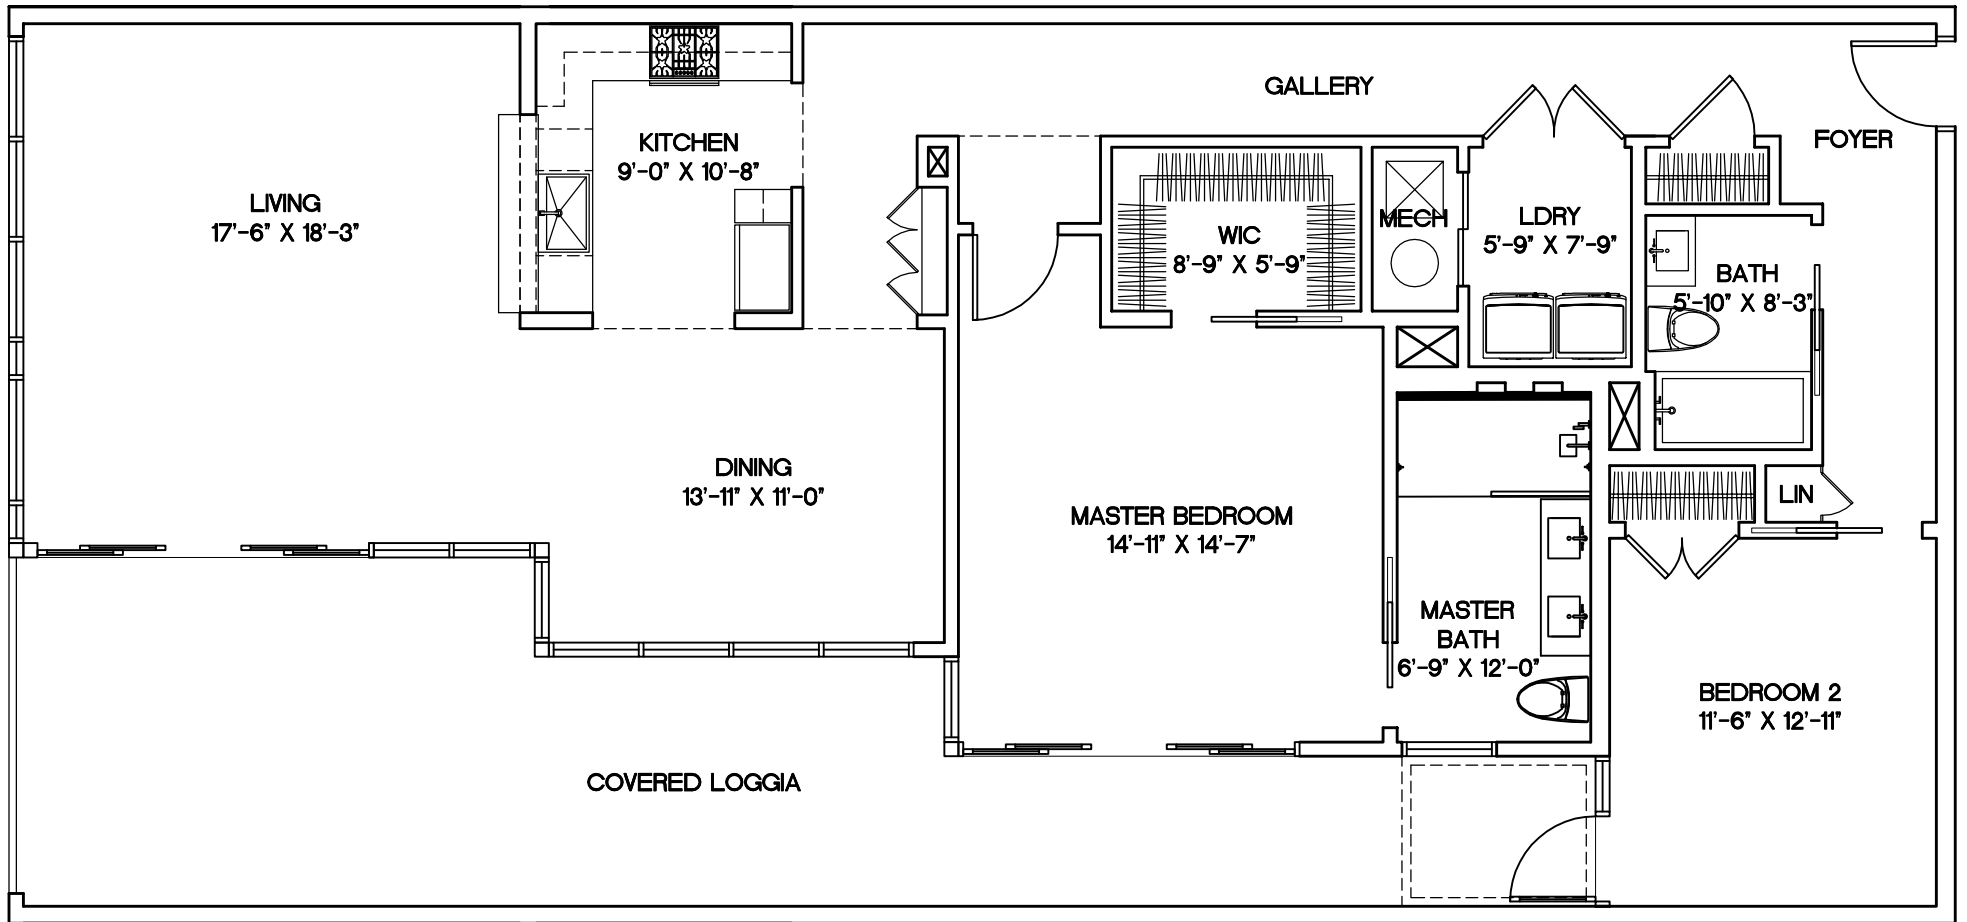 GALLERY
FOYER
KITCHEN
9'-0" X 10'-8"
LIVING
17'-6" X 18'-3"
MECH
LDRY
5'-9" X 7'-9"
WIC
8'-9" X 5'-9"
BATH
5'-10" X 8'-3"
DINING
13'-11" X 11'-0"
LIN
MASTER BEDROOM
14'-11" X 14'-7"
MASTER
BATH
6'-9" X 12'-0"
BEDROOM 2
11'-6" X 12'-11"
COVERED LOGGIA